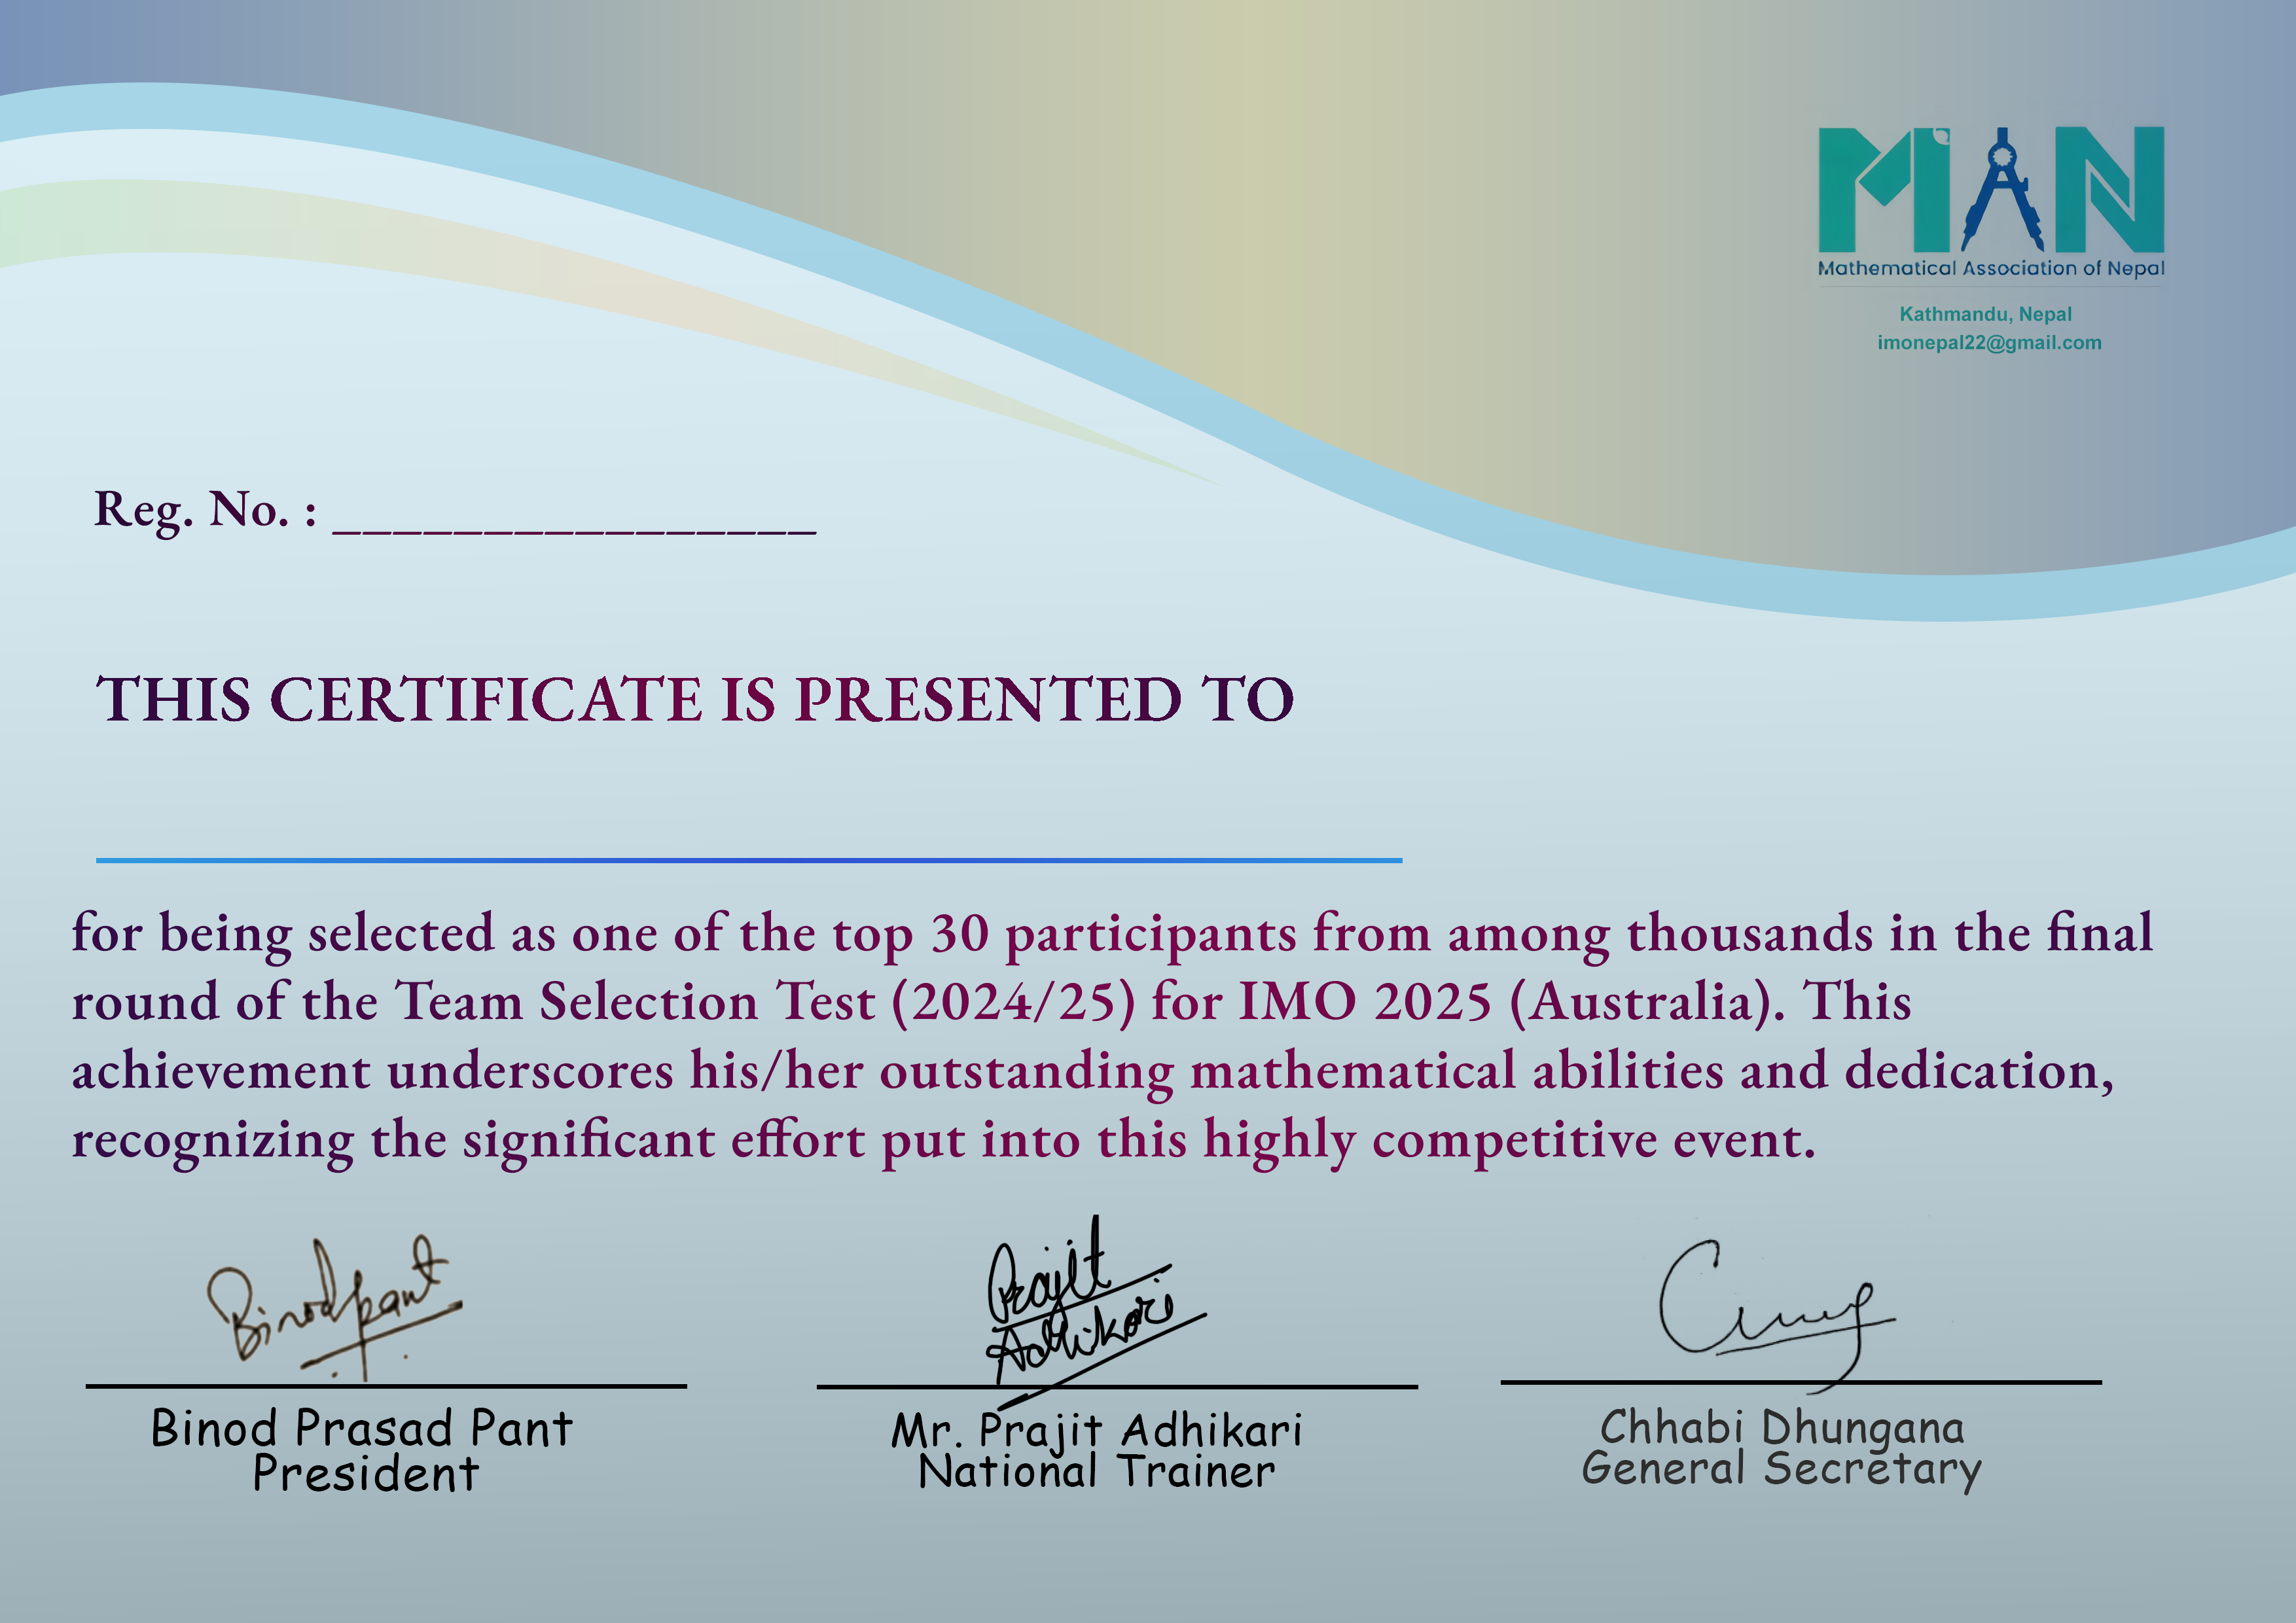 MAN
Mathematical Association of Nepal
Kathmandu, Nepal
imonepal22@gmail.com
Reg. No. : ________________
THIS CERTIFICATE IS PRESENTED TO
for being selected as one of the top 30 participants from among thousands in the final
round of the Team Selection Test (2024/25) for IMO 2025 (Australia). This
achievement underscores his/her outstanding mathematical abilities and dedication,
recognizing the significant effort put into this highly competitive event.
Binod pant
Prajit
Adhikari
Binod Prasad Pant
President
Mr. Prajit Adhikari
National Trainer
Chhabi Dhungana
General Secretary